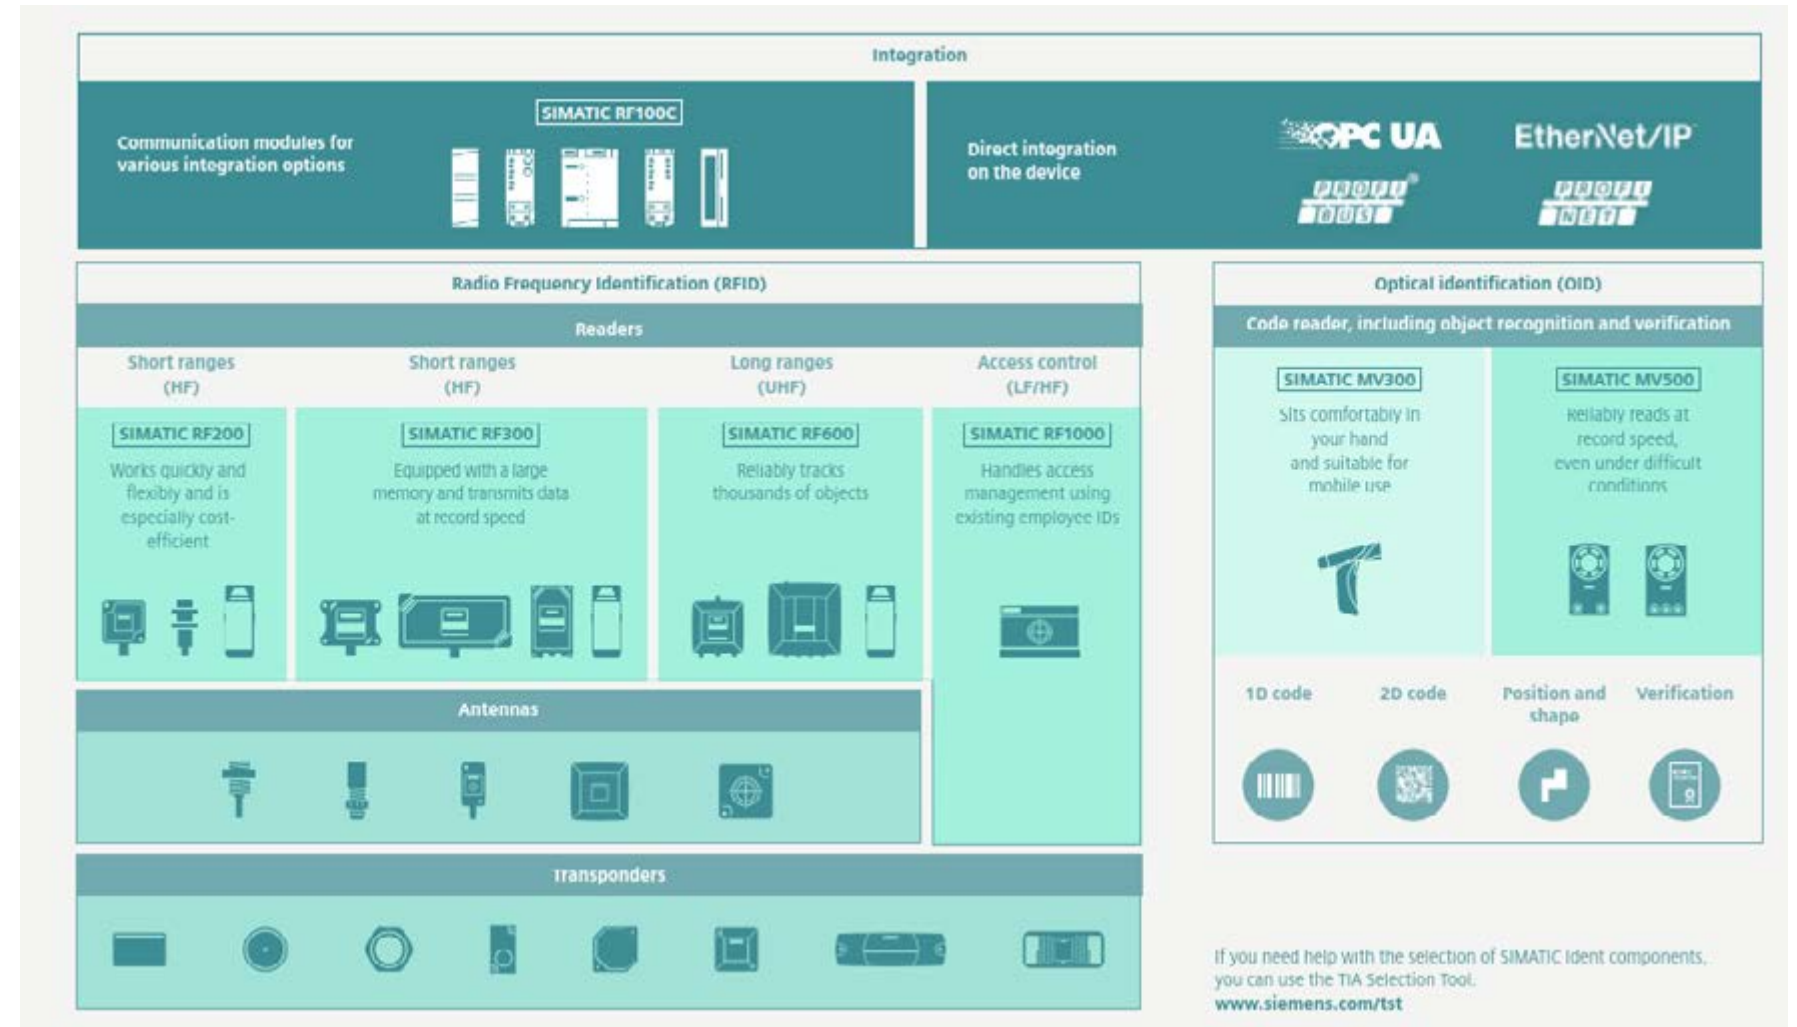 Integration
SIMATIC RF100C
Communication modules for
various integration options
Direct integration
on the device
OPC UA
EtherNet/IP
PROFI
BUS
PROFI
NET
Radio Frequency Identification (RFID)
Readers
Short ranges
(HF)
Short ranges
(HF)
Long ranges
(UHF)
Access control
(LF/HF)
SIMATIC RF200
Works quickly and
flexibly and is
especially cost-
efficient
SIMATIC RF300
Equipped with a large
memory and transmits data
at record speed
SIMATIC RF600
Reliably tracks
thousands of objects
SIMATIC RF1000
Handles access
management using
existing employee IDs
Antennas
Transponders
Optical identification (OID)
Code reader, including object recognition and verification
SIMATIC MV300
Sits comfortably in
your hand
and suitable for
mobile use
SIMATIC MV500
Reliably reads at
record speed,
even under difficult
conditions
1D code
2D code
Position and
shape
Verification
If you need help with the selection of SIMATIC Ident components,
you can use the TIA Selection Tool.
www.siemens.com/tst